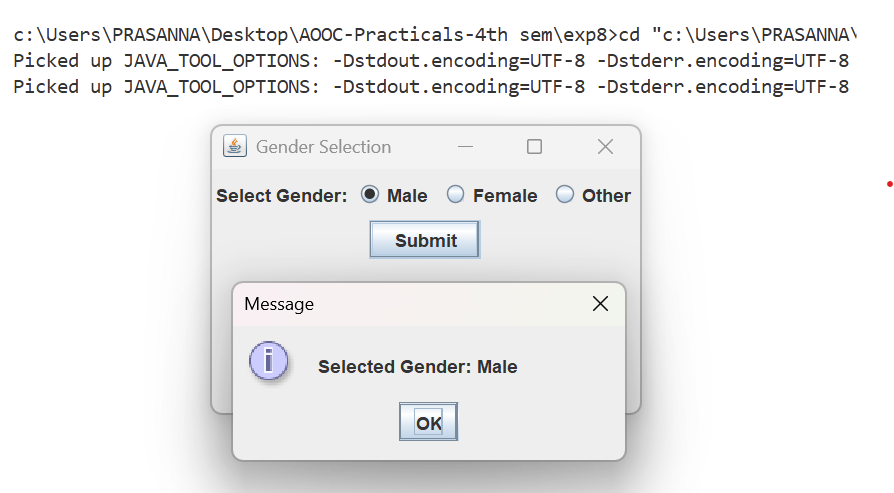 c:\Users\PRASANNA\Desktop\AOOC-Practicals-4th sem\exp8>cd "c:\Users\PRASANNA\
Picked up JAVA_TOOL_OPTIONS: -Dstdout.encoding=UTF-8 -Dstderr.encoding=UTF-8
Picked up JAVA_TOOL_OPTIONS: -Dstdout.encoding=UTF-8 -Dstderr.encoding=UTF-8
Gender Selection
Select Gender: Male Female Other
Submit
Message
Selected Gender: Male
OK